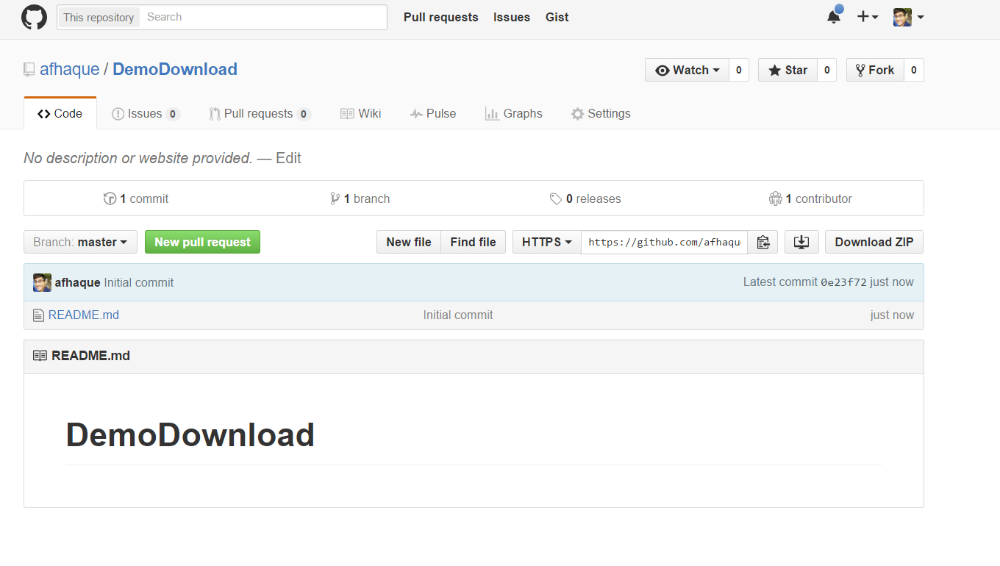 This repository Search Pull requests Issues Gist
afhaque / DemoDownload Watch 0 Star 0 Fork 0
Code Issues 0 Pull requests 0 Wiki Pulse Graphs Settings
No description or website provided. — Edit
1 commit 1 branch 0 releases 1 contributor
Branch: master New pull request New file Find file HTTPS https://github.com/afhaqu Download ZIP
afhaque Initial commit Latest commit 0e23f72 just now
README.md Initial commit just now
README.md
DemoDownload